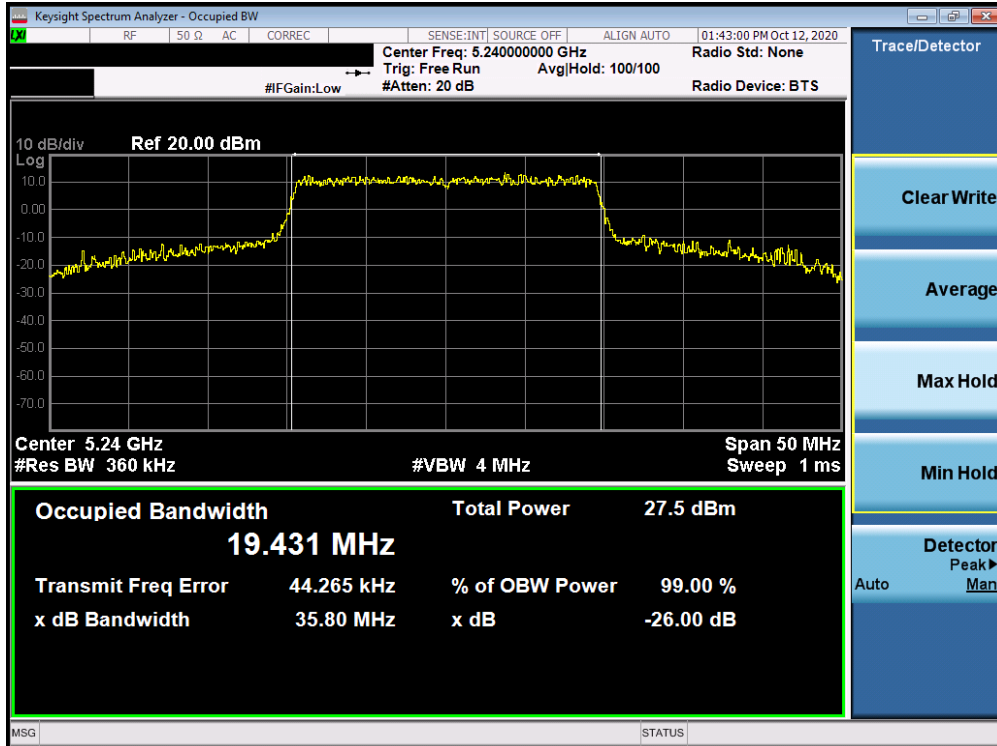 Keysight Spectrum Analyzer - Occupied BW
LXI RF 50 Ω AC CORREC SENSE:INT SOURCE OFF ALIGN AUTO 01:43:00 PM Oct 12, 2020
Center Freq: 5.240000000 GHz Radio Std: None
Trig: Free Run Avg|Hold: 100/100
#IFGain:Low #Atten: 20 dB Radio Device: BTS
Trace/Detector
10 dB/div Ref 20.00 dBm
Log
10.0
0.00
-10.0
-20.0
-30.0
-40.0
-50.0
-60.0
-70.0
Center 5.24 GHz Span 50 MHz
#Res BW 360 kHz #VBW 4 MHz Sweep 1 ms
Occupied Bandwidth Total Power 27.5 dBm
19.431 MHz
Transmit Freq Error 44.265 kHz % of OBW Power 99.00 %
x dB Bandwidth 35.80 MHz x dB -26.00 dB
Clear Write
Average
Max Hold
Min Hold
Detector
Peak▶
Auto Man
MSG STATUS